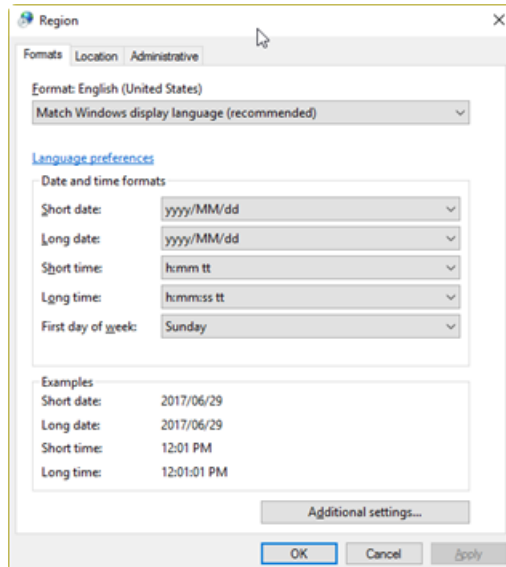 Region
Formats Location Administrative
Format: English (United States)
Match Windows display language (recommended)
Language preferences
Date and time formats
Short date: yyyy/MM/dd
Long date: yyyy/MM/dd
Short time: h:mm tt
Long time: h:mm:ss tt
First day of week: Sunday
Examples
Short date: 2017/06/29
Long date: 2017/06/29
Short time: 12:01 PM
Long time: 12:01:01 PM
Additional settings...
OK Cancel Apply